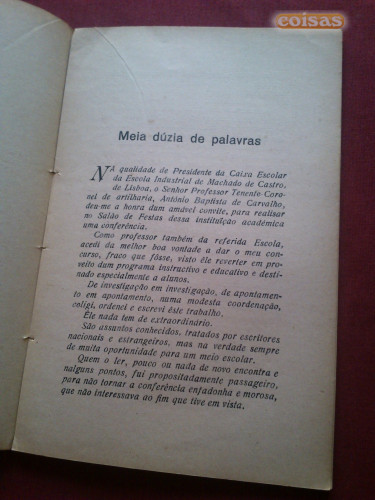 coisas
Meia dúzia de palavras
NA qualidade de Presidente da Caixa Escolar
da Escola Industrial de Machado de Castro,
de Lisboa, o Senhor Professor Tenente-Coro-
nel de artilharia, António Baptista de Carvalho,
deu-me a honra dum amável convite, para realisar
no Salão de Festas dessa instituïção académica
uma conferência.
Como professor também da referida Escola,
acedi da melhor boa vontade a dar o meu con-
curso, fraco que fôsse, visto êle reverter em pro-
veito dum programa instructivo e educativo e desti-
nado especialmente a alunos.
De investigação em investigação, de apontamen-
to em apontamento, numa modesta coordenação,
coligi, ordenei e escrevi êste trabalho.
Êle nada tem de extraordinário.
São assuntos conhecidos, tratados por escritores
nacionais e estrangeiros, mas na verdade sempre
de muita oportunidade para um meio escolar.
Quem o ler, pouco ou nada de novo encontra e
nalguns pontos, fui propositadamente passageiro,
para não tornar a conferência enfadonha e morosa,
que não interessava ao fim que tive em vista.